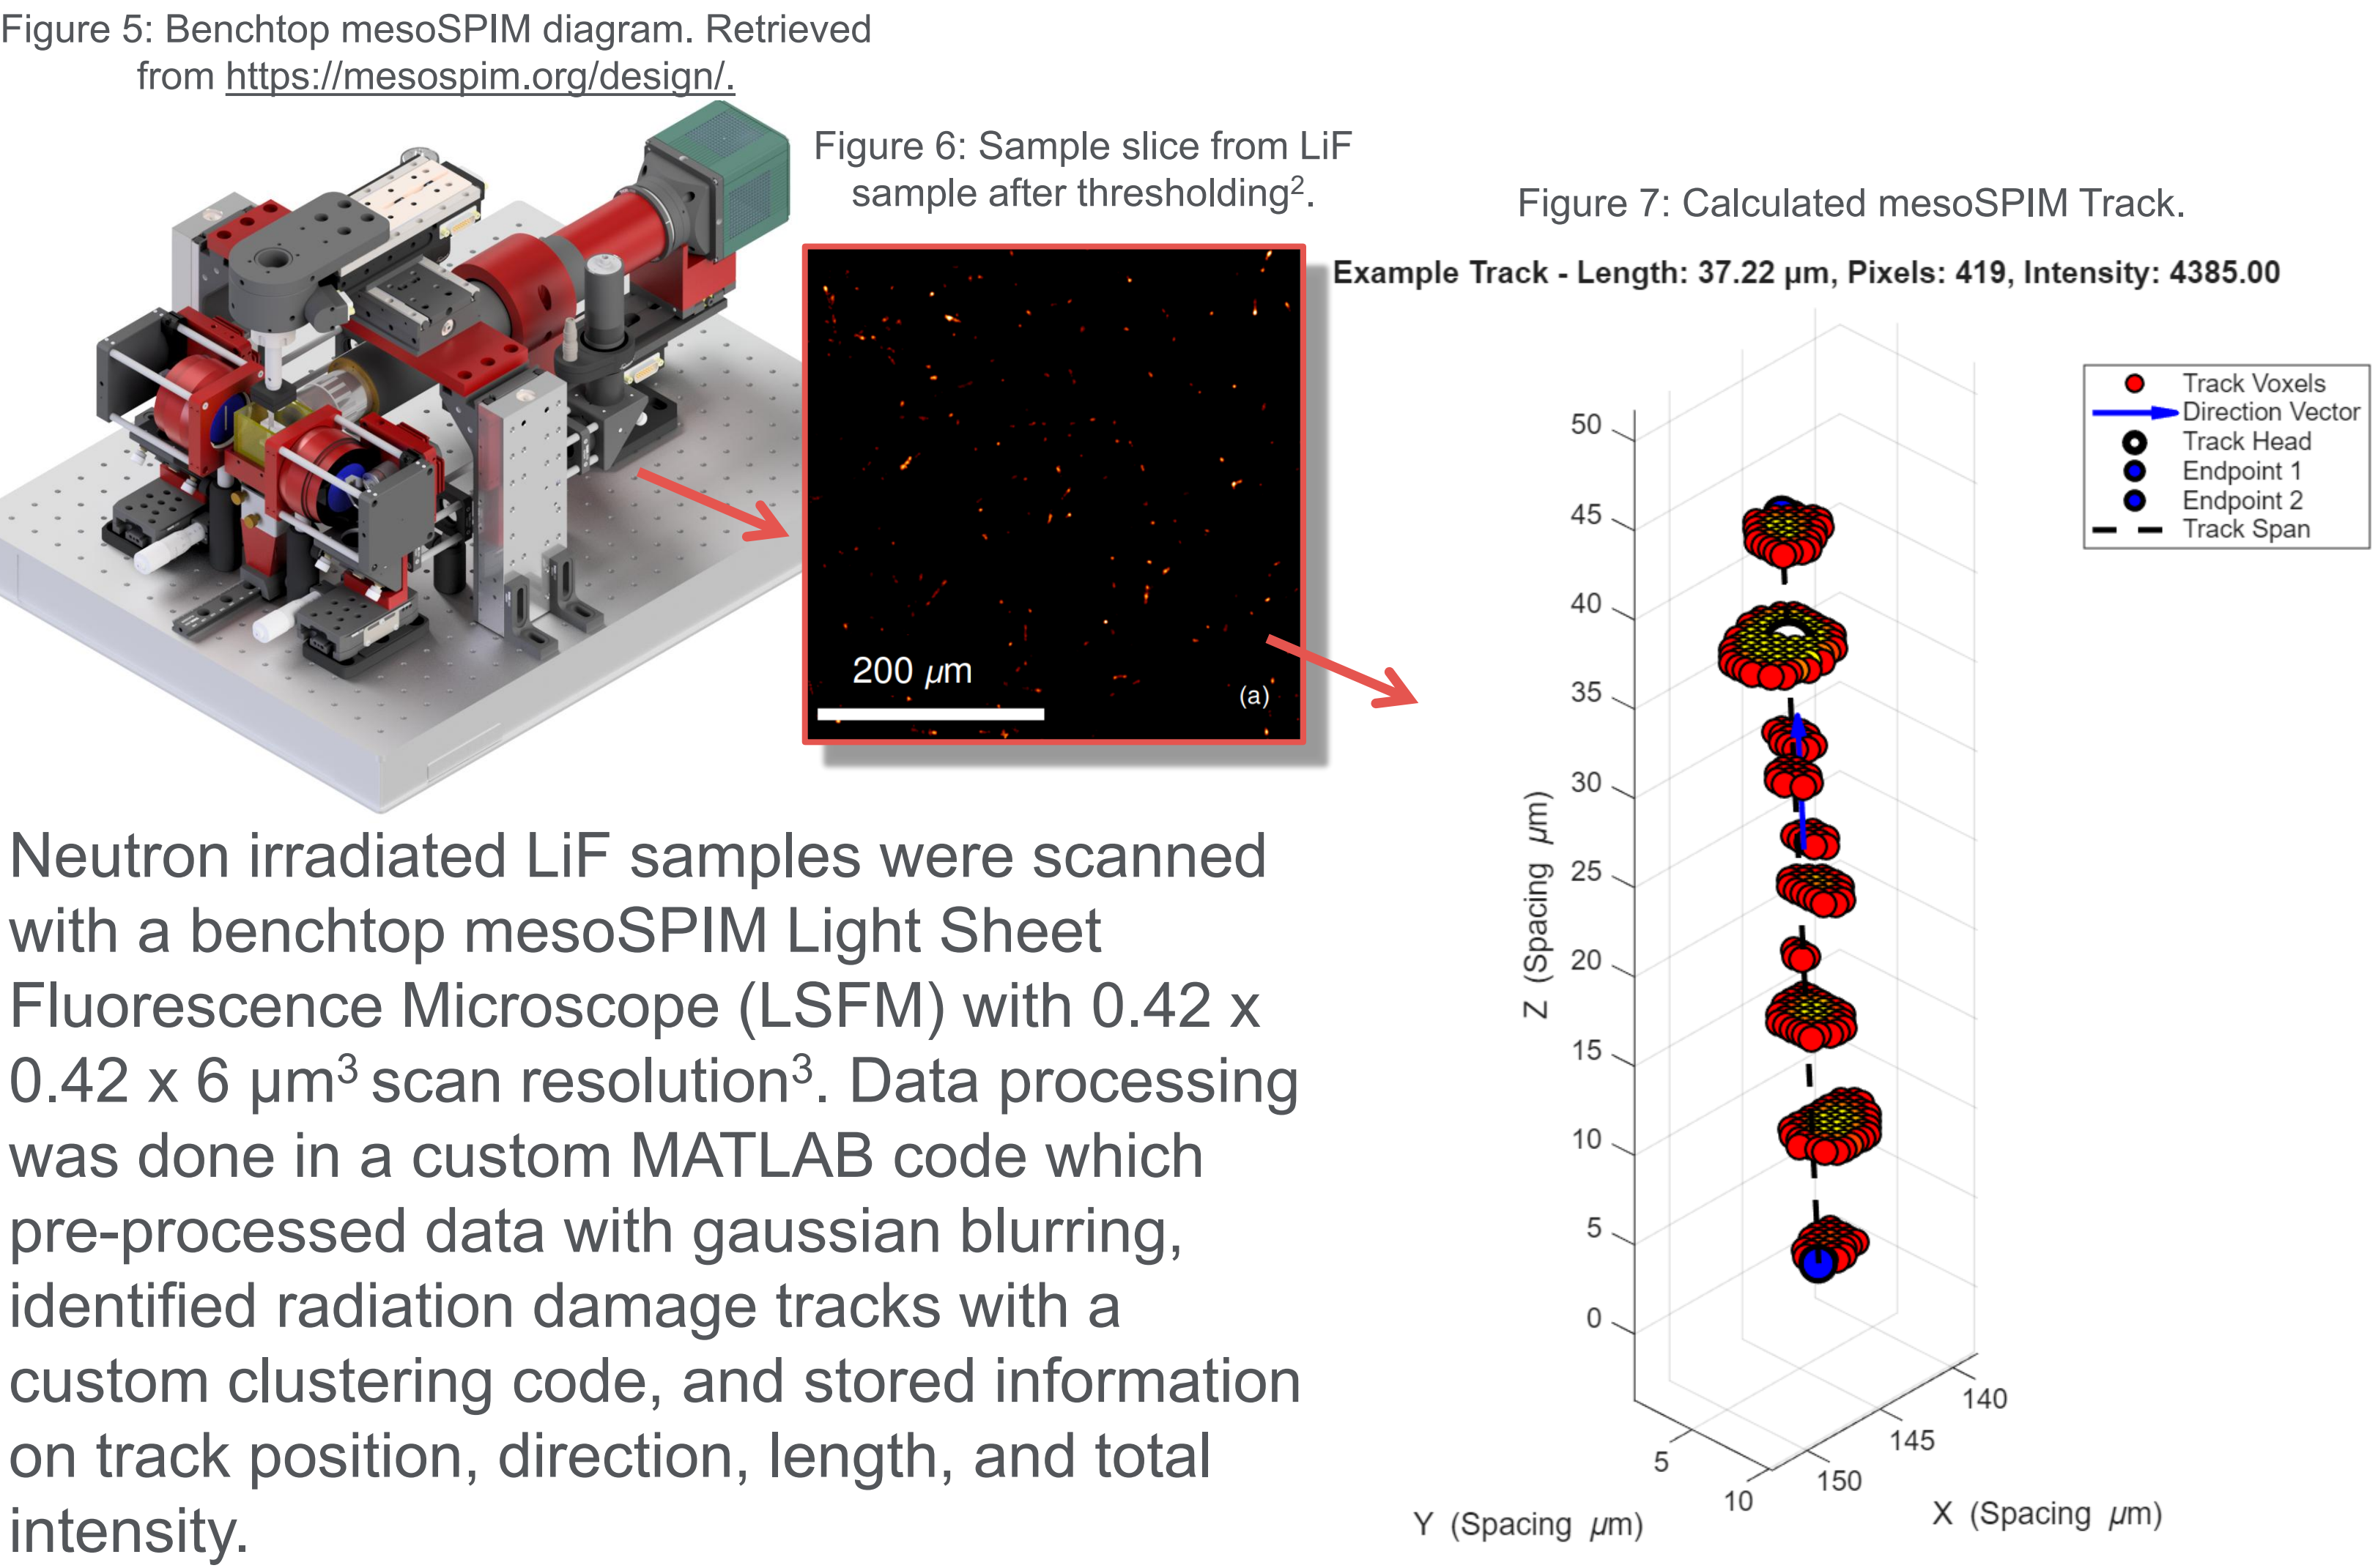 Figure 5: Benchtop mesoSPIM diagram. Retrieved
from https://mesospim.org/design/.
Figure 6: Sample slice from LiF
sample after thresholding².
Figure 7: Calculated mesoSPIM Track.
Example Track - Length: 37.22 µm, Pixels: 419, Intensity: 4385.00
Track Voxels
Direction Vector
Track Head
Endpoint 1
Endpoint 2
Track Span
200 µm
(a)
50
45
40
35
30
25
20
15
10
5
0
Z (Spacing µm)
5
10
Y (Spacing µm)
140
145
150
X (Spacing µm)
Neutron irradiated LiF samples were scanned
with a benchtop mesoSPIM Light Sheet
Fluorescence Microscope (LSFM) with 0.42 x
0.42 x 6 µm³ scan resolution³. Data processing
was done in a custom MATLAB code which
pre-processed data with gaussian blurring,
identified radiation damage tracks with a
custom clustering code, and stored information
on track position, direction, length, and total
intensity.